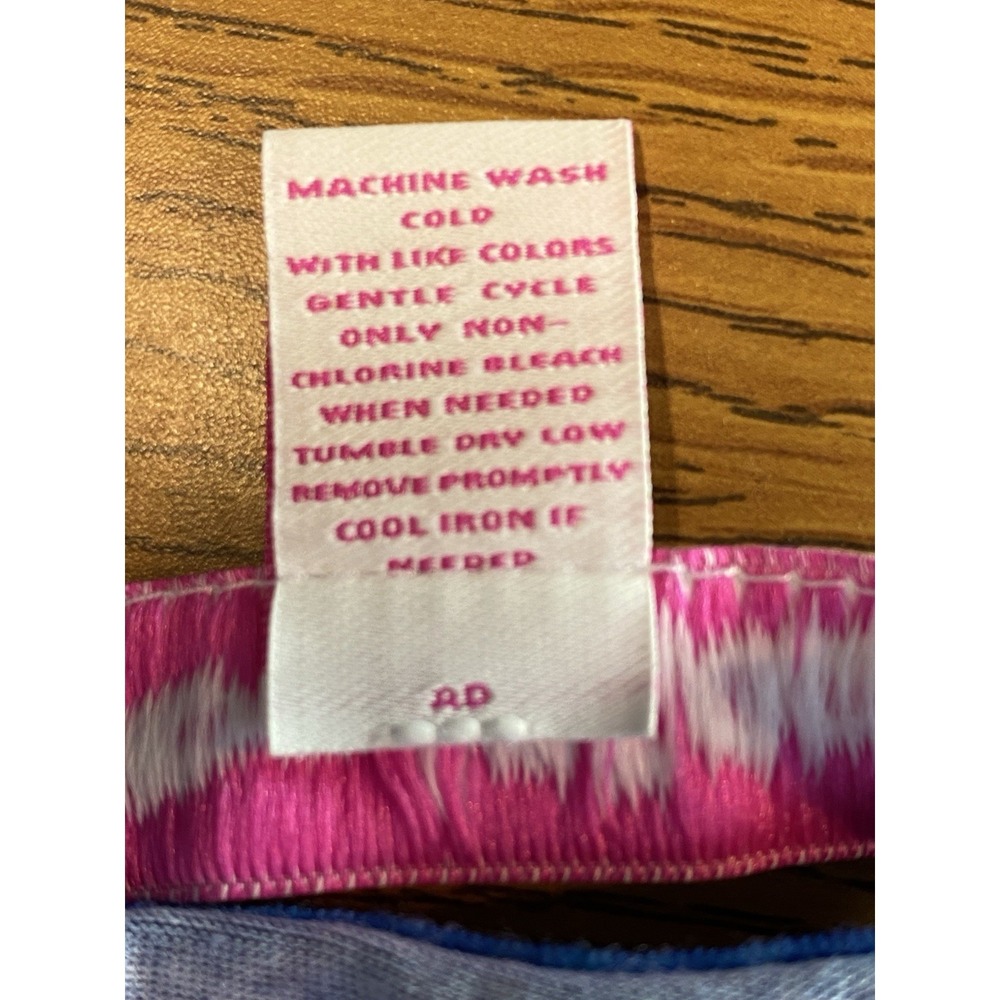 MACHINE WASH
COLD
WITH LIKE COLORS
GENTLE CYCLE
ONLY NON-
CHLORINE BLEACH
WHEN NEEDED
TUMBLE DRY LOW
REMOVE PROMPTLY
COOL IRON IF
NEEDED
RD